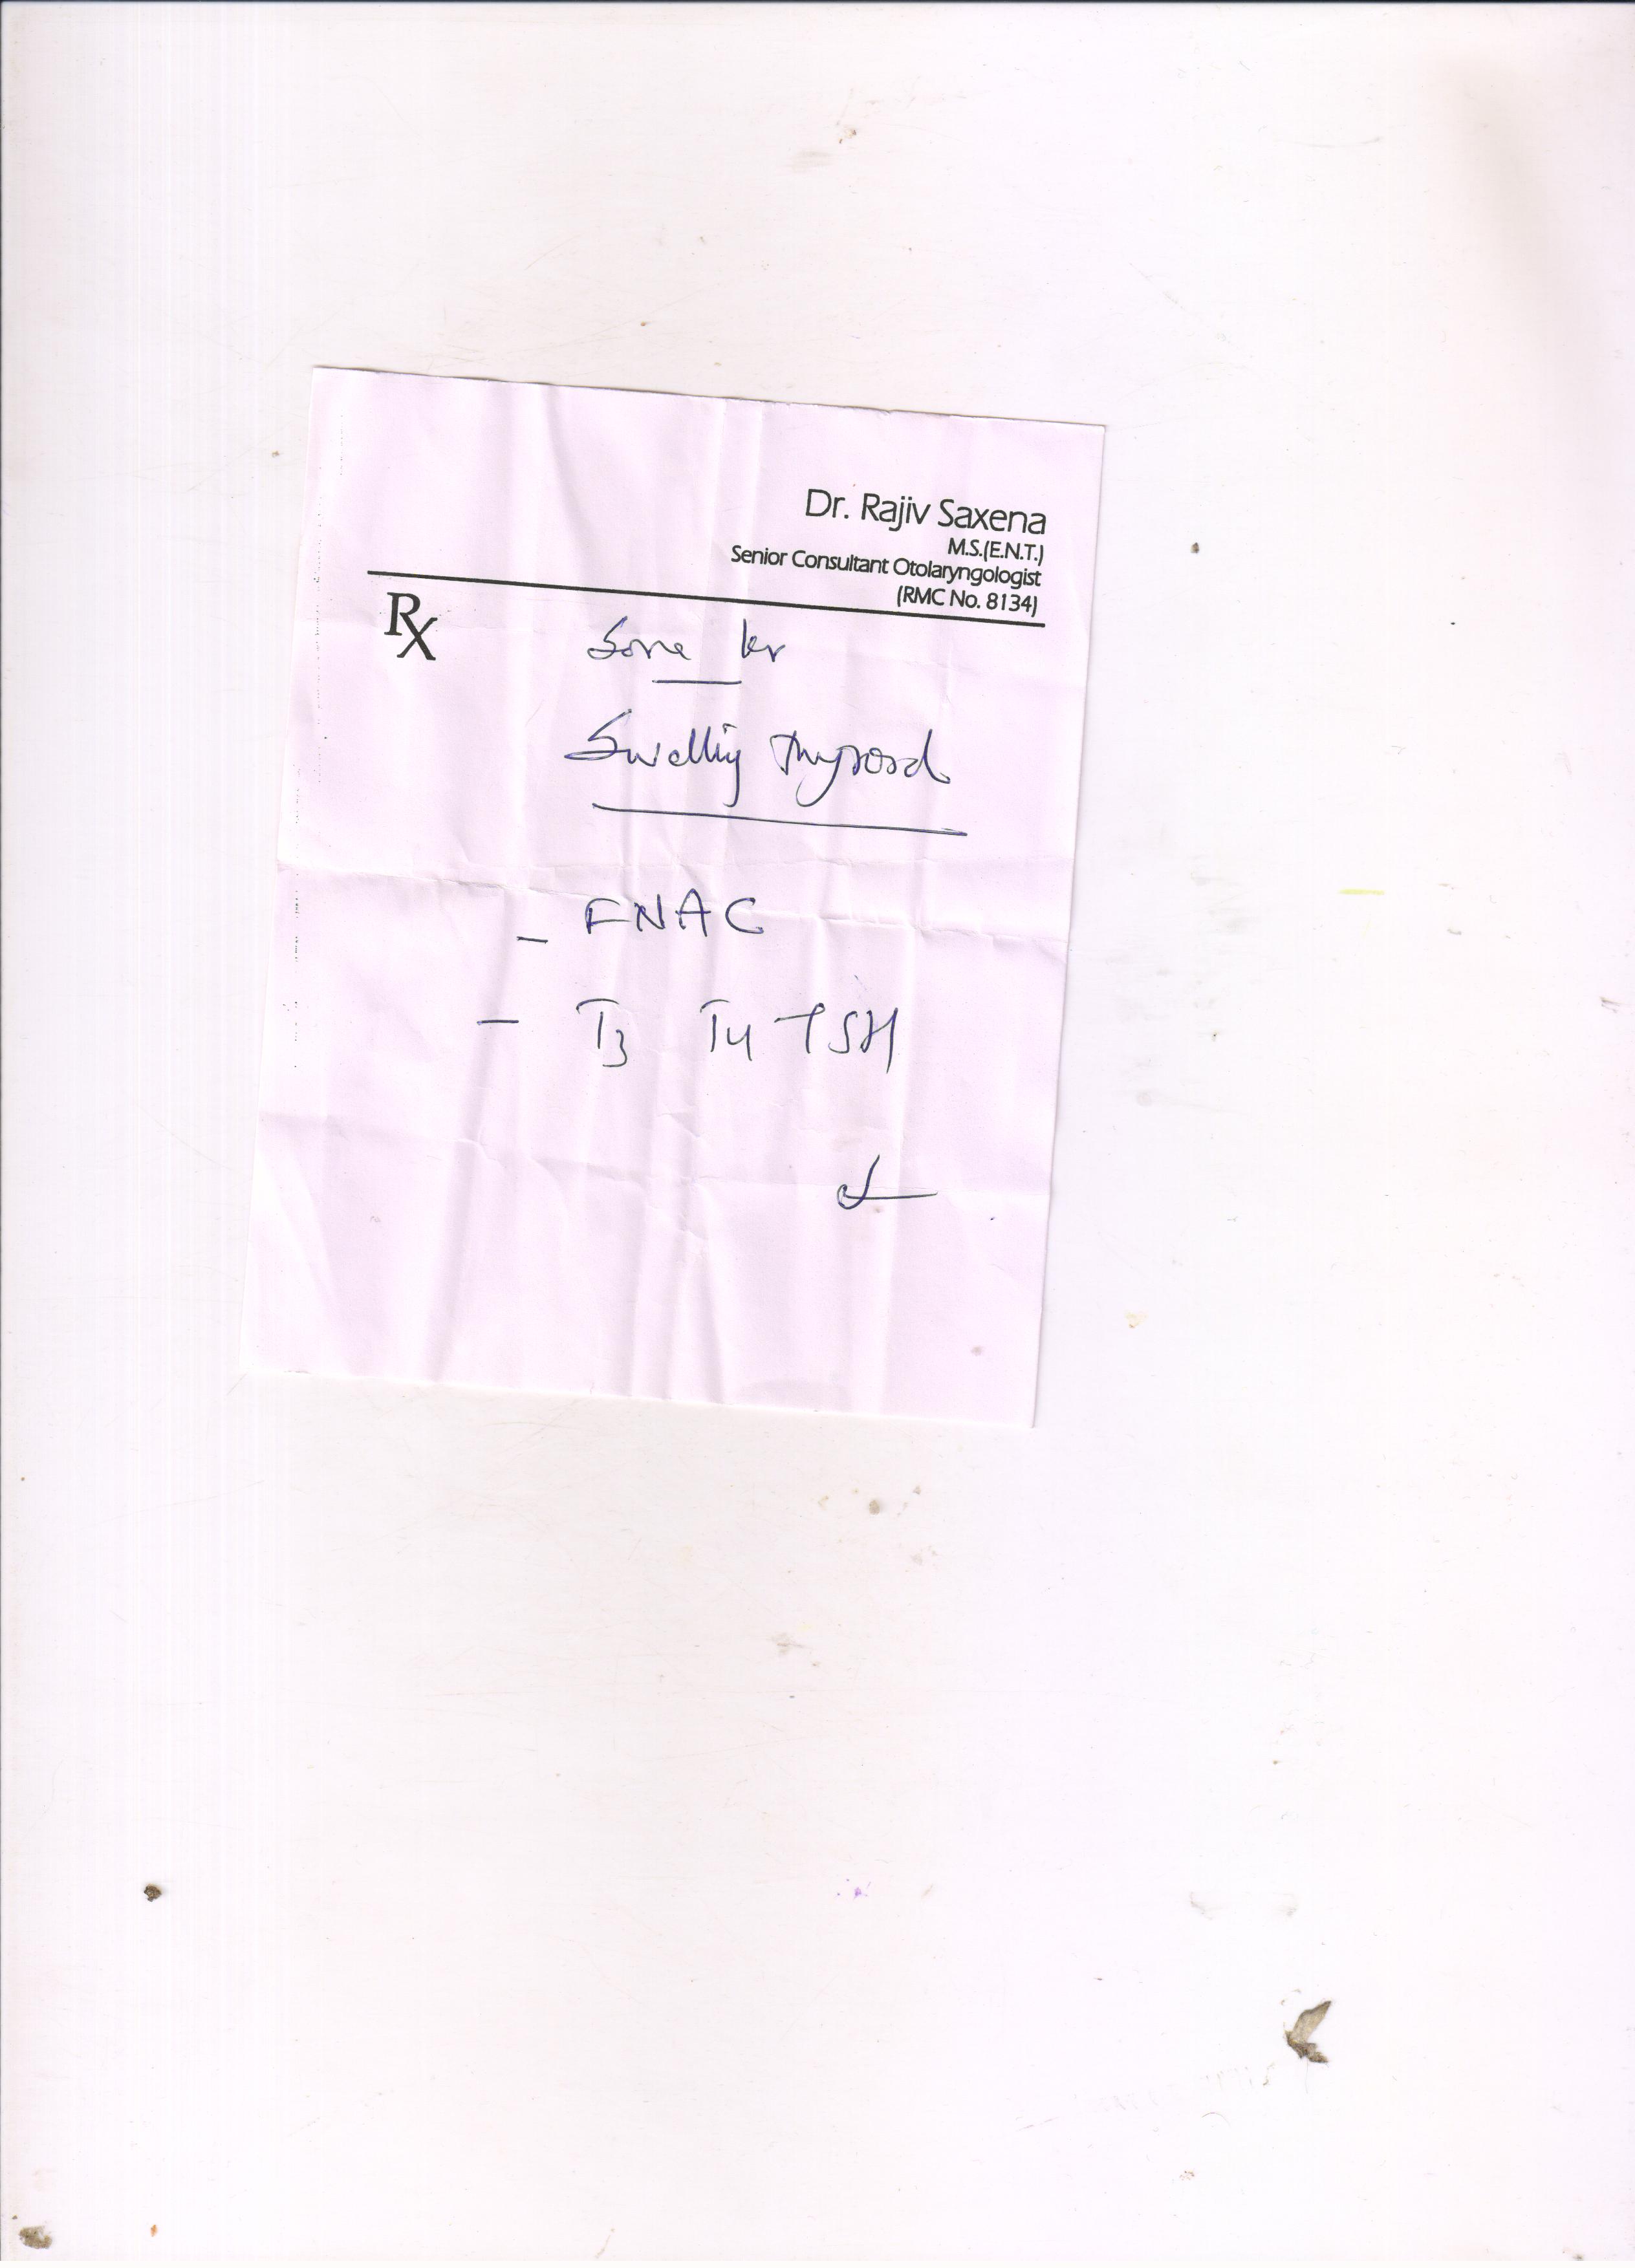 Dr. Rajiv Saxena
M.S.(E.N.T.)
Senior Consultant Otolaryngologist
(RMC No. 8134)
Rx
Swelling thyroid
- FNAC
- T3 T4 TSH